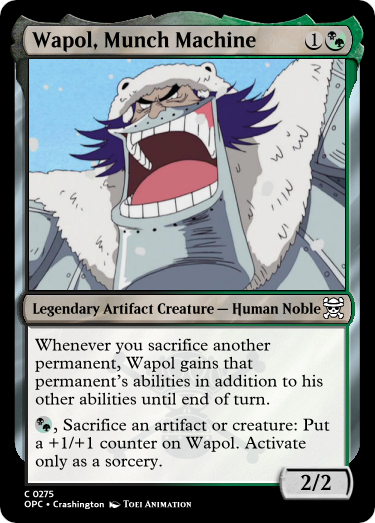 Wapol, Munch Machine 1
Legendary Artifact Creature — Human Noble
Whenever you sacrifice another
permanent, Wapol gains that
permanent's abilities in addition to his
other abilities until end of turn.
, Sacrifice an artifact or creature: Put
a +1/+1 counter on Wapol. Activate
only as a sorcery.
2/2
C 0275
OPC • Crashington TOEI ANIMATION